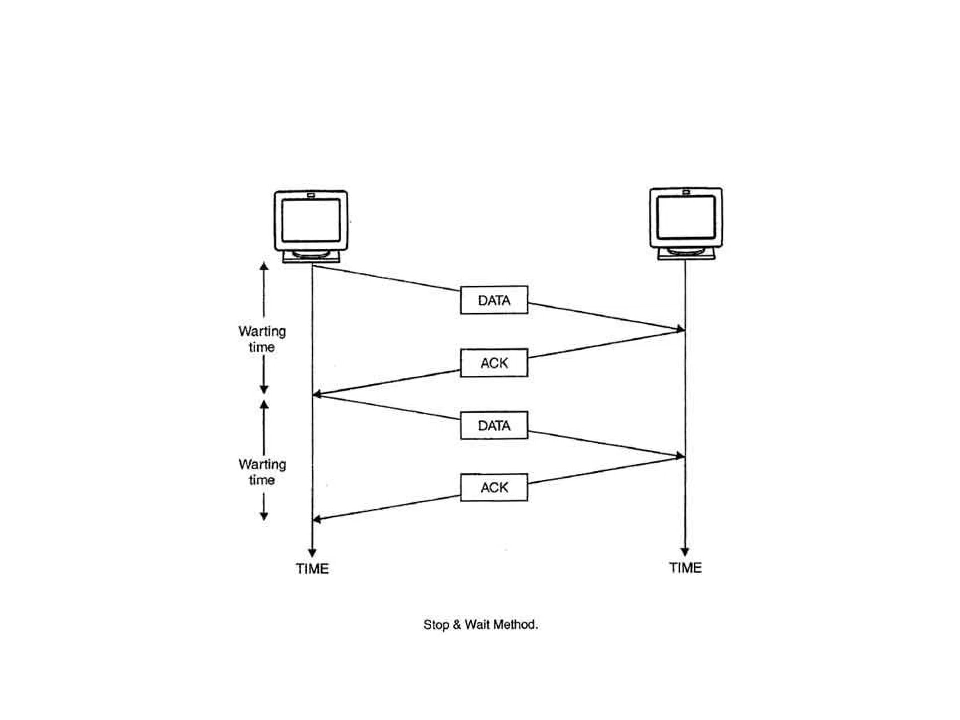 DATA
Warting
time
ACK
DATA
Warting
time
ACK
TIME
TIME
Stop & Wait Method.